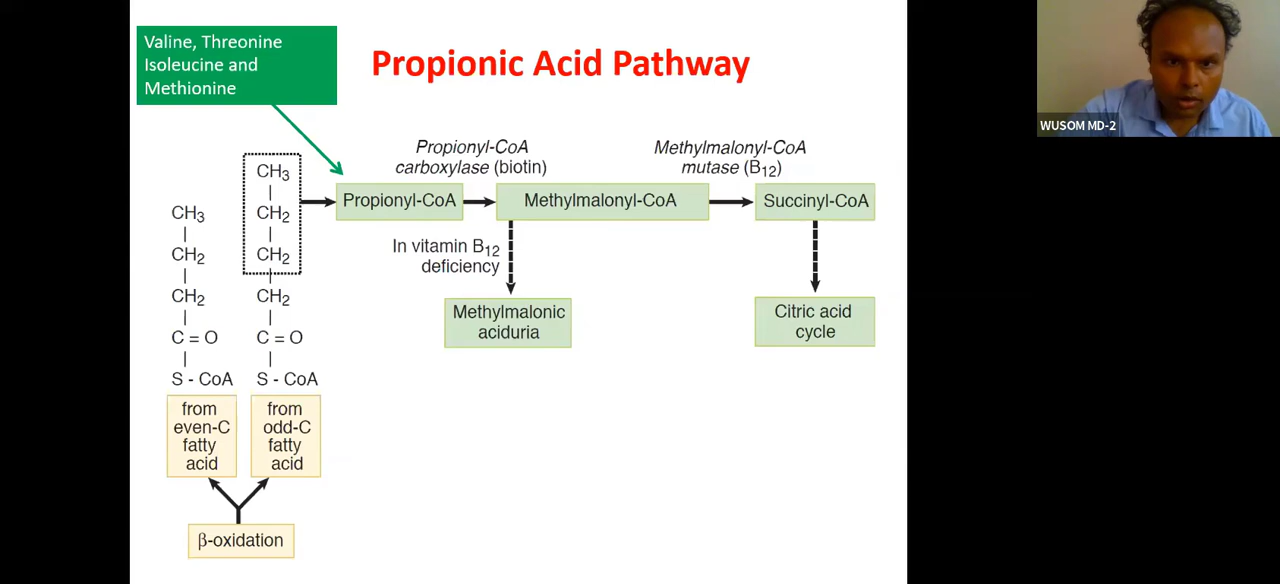 Valine, Threonine
Isoleucine and
Methionine
Propionic Acid Pathway
WUSOM MD-2
Propionyl-CoA
carboxylase (biotin)
Methylmalonyl-CoA
mutase (B12)
Propionyl-CoA
Methylmalonyl-CoA
Succinyl-CoA
CH3
CH2
CH2
C = O
S - CoA
CH3
CH2
CH2
CH2
C = O
S - CoA
In vitamin B12
deficiency
Methylmalonic
aciduria
Citric acid
cycle
from
even-C
fatty
acid
from
odd-C
fatty
acid
β-oxidation